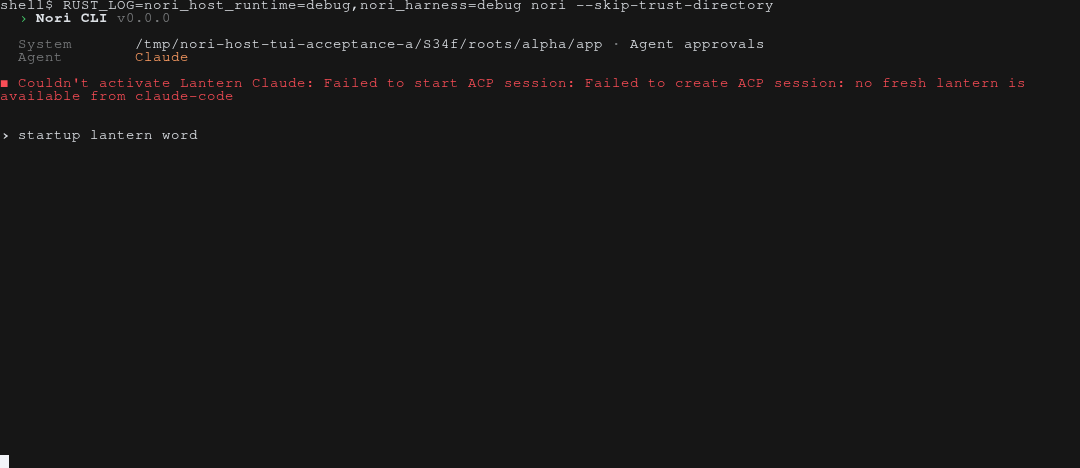 shell$ RUST_LOG=nori_host_runtime=debug,nori_harness=debug nori --skip-trust-directory
› Nori CLI v0.0.0
System /tmp/nori-host-tui-acceptance-a/S34f/roots/alpha/app · Agent approvals
Agent Claude
■ Couldn't activate Lantern Claude: Failed to start ACP session: Failed to create ACP session: no fresh lantern is
available from claude-code
› startup lantern word